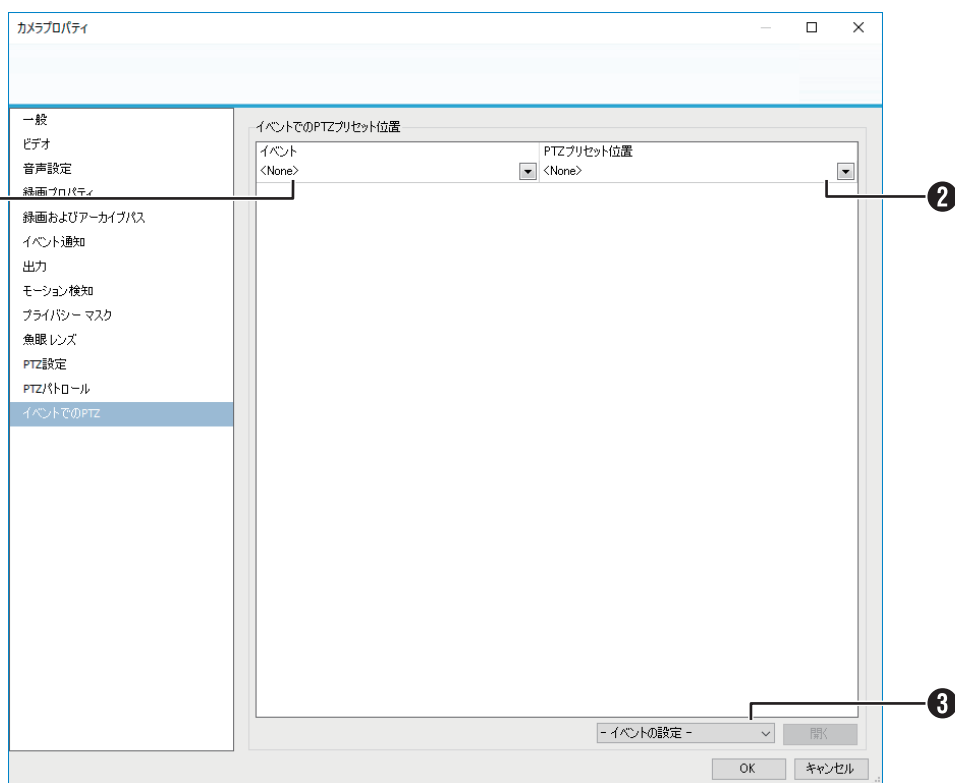 カメラプロパティ
一般
ビデオ
音声設定
録画プロパティ
録画およびアーカイブパス
イベント通知
出力
モーション検知
プライバシー マスク
魚眼レンズ
PTZ設定
PTZパトロール
イベントでのPTZ
イベントでのPTZプリセット位置
イベント PTZプリセット位置
<None> <None>
❷
❸
- イベントの設定 - 開く
OK キャンセル